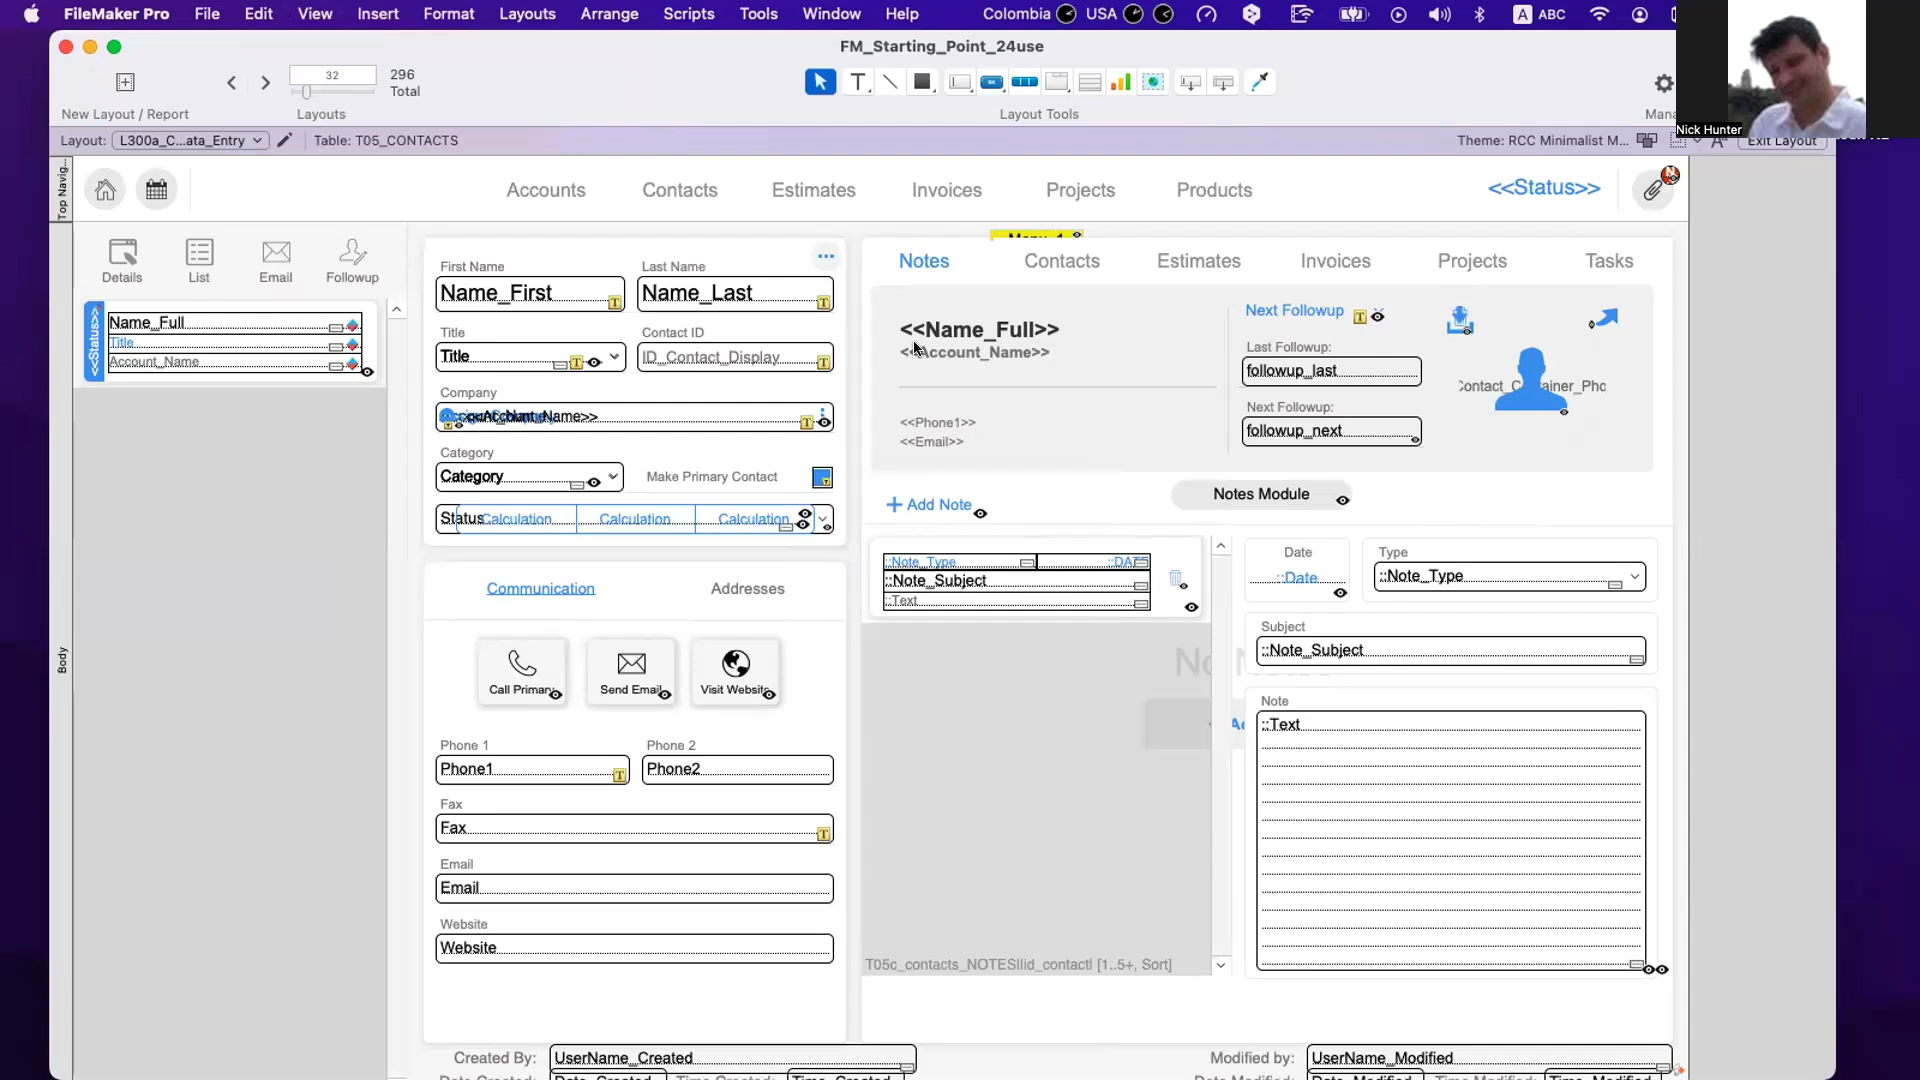 FileMaker Pro File Edit View Insert Format Layouts Arrange Scripts Tools Window Help Colombia USA A ABC
FM_Starting_Point_24use
32
296
Total
New Layout / Report
Layouts
Layout Tools
Nick Hunter
Layout: L300a_C...ata_Entry
Table: T05_CONTACTS
Theme: RCC Minimalist M...
Exit Layout
Accounts Contacts Estimates Invoices Projects Products
<<Status>>
Details List Email Followup
<<Status>>
Name_Full
Title
Account_Name
First Name
Name_First
Last Name
Name_Last
Title
Title
Contact ID
ID_Contact_Display
Company
Category
Category
Make Primary Contact
Status
Calculation Calculation Calculation
Communication Addresses
Call Primary Send Email Visit Website
Phone 1
Phone1
Phone 2
Phone2
Fax
Fax
Email
Email
Website
Website
Notes Contacts Estimates Invoices Projects Tasks
<<Name_Full>>
<<Account_Name>>
<<Phone1>>
<<Email>>
Next Followup
Last Followup:
followup_last
Next Followup:
followup_next
+ Add Note
Notes Module
::Note_Type
::DATE
::Note_Subject
::Text
Date
::Date
Type
::Note_Type
Subject
::Note_Subject
Note
::Text
Body
Created By: UserName_Created
Modified by: UserName_Modified